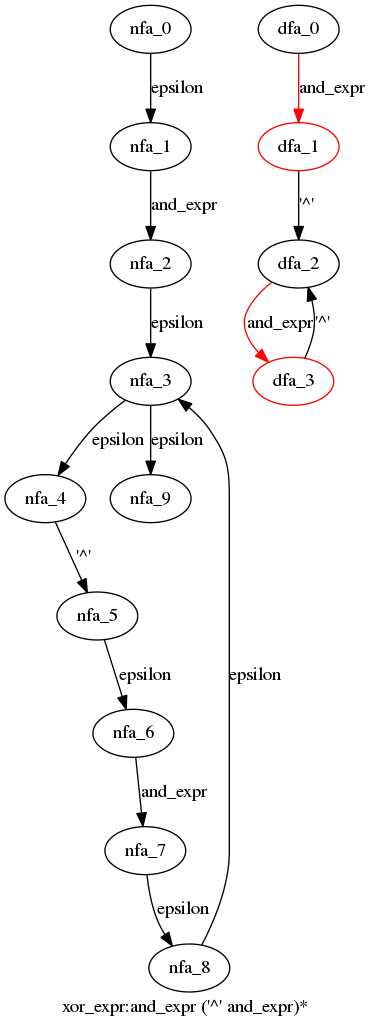 nfa_0 dfa_0
epsilon and_expr
nfa_1 dfa_1
and_expr '^'
nfa_2 dfa_2
epsilon and_expr '^'
nfa_3 dfa_3
epsilon epsilon
nfa_4 nfa_9
'^'
nfa_5
epsilon epsilon
nfa_6
and_expr
nfa_7
epsilon
nfa_8
xor_expr:and_expr ('^' and_expr)*